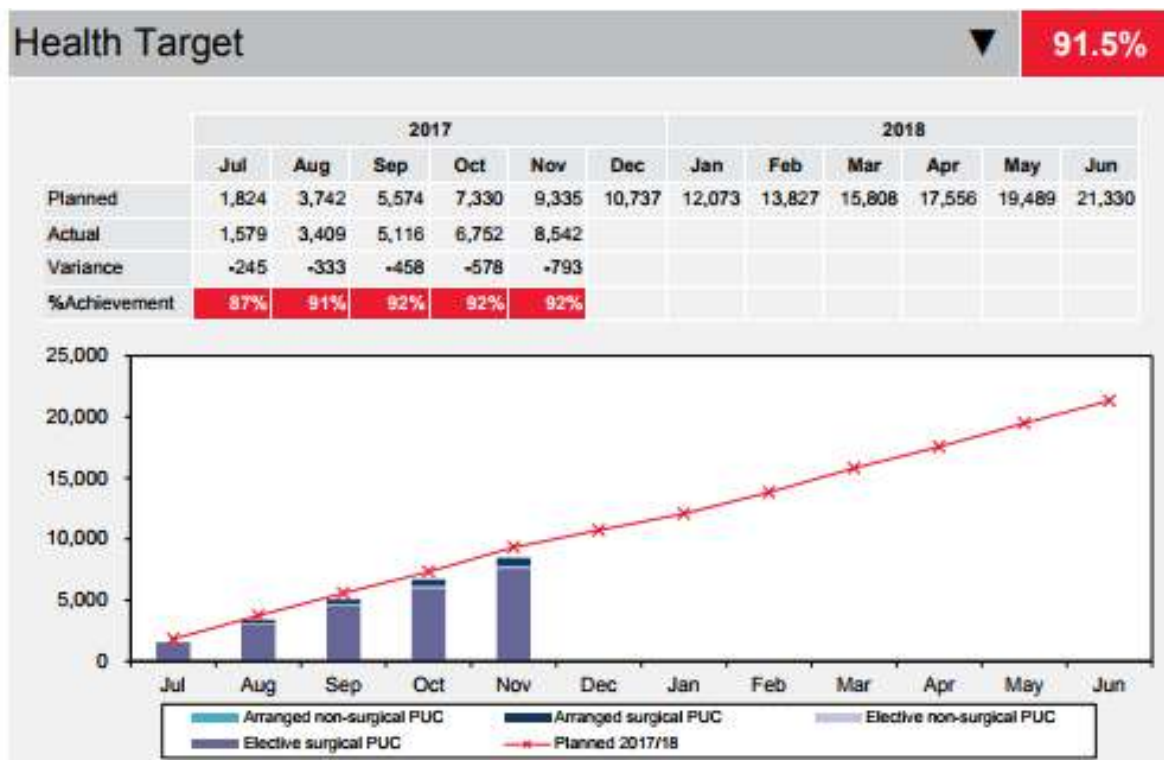 Health Target ▼ 91.5%
2017 2018
Jul Aug Sep Oct Nov Dec Jan Feb Mar Apr May Jun
Planned 1,824 3,742 5,574 7,330 9,335 10,737 12,073 13,827 15,808 17,556 19,489 21,330
Actual 1,579 3,409 5,116 6,752 8,542
Variance -245 -333 -458 -578 -793
%Achievement 87% 91% 92% 92% 92%
25,000
20,000
15,000
10,000
5,000
0
Jul Aug Sep Oct Nov Dec Jan Feb Mar Apr May Jun
Arranged non-surgical PUC Arranged surgical PUC Elective non-surgical PUC
Elective surgical PUC Planned 2017/18